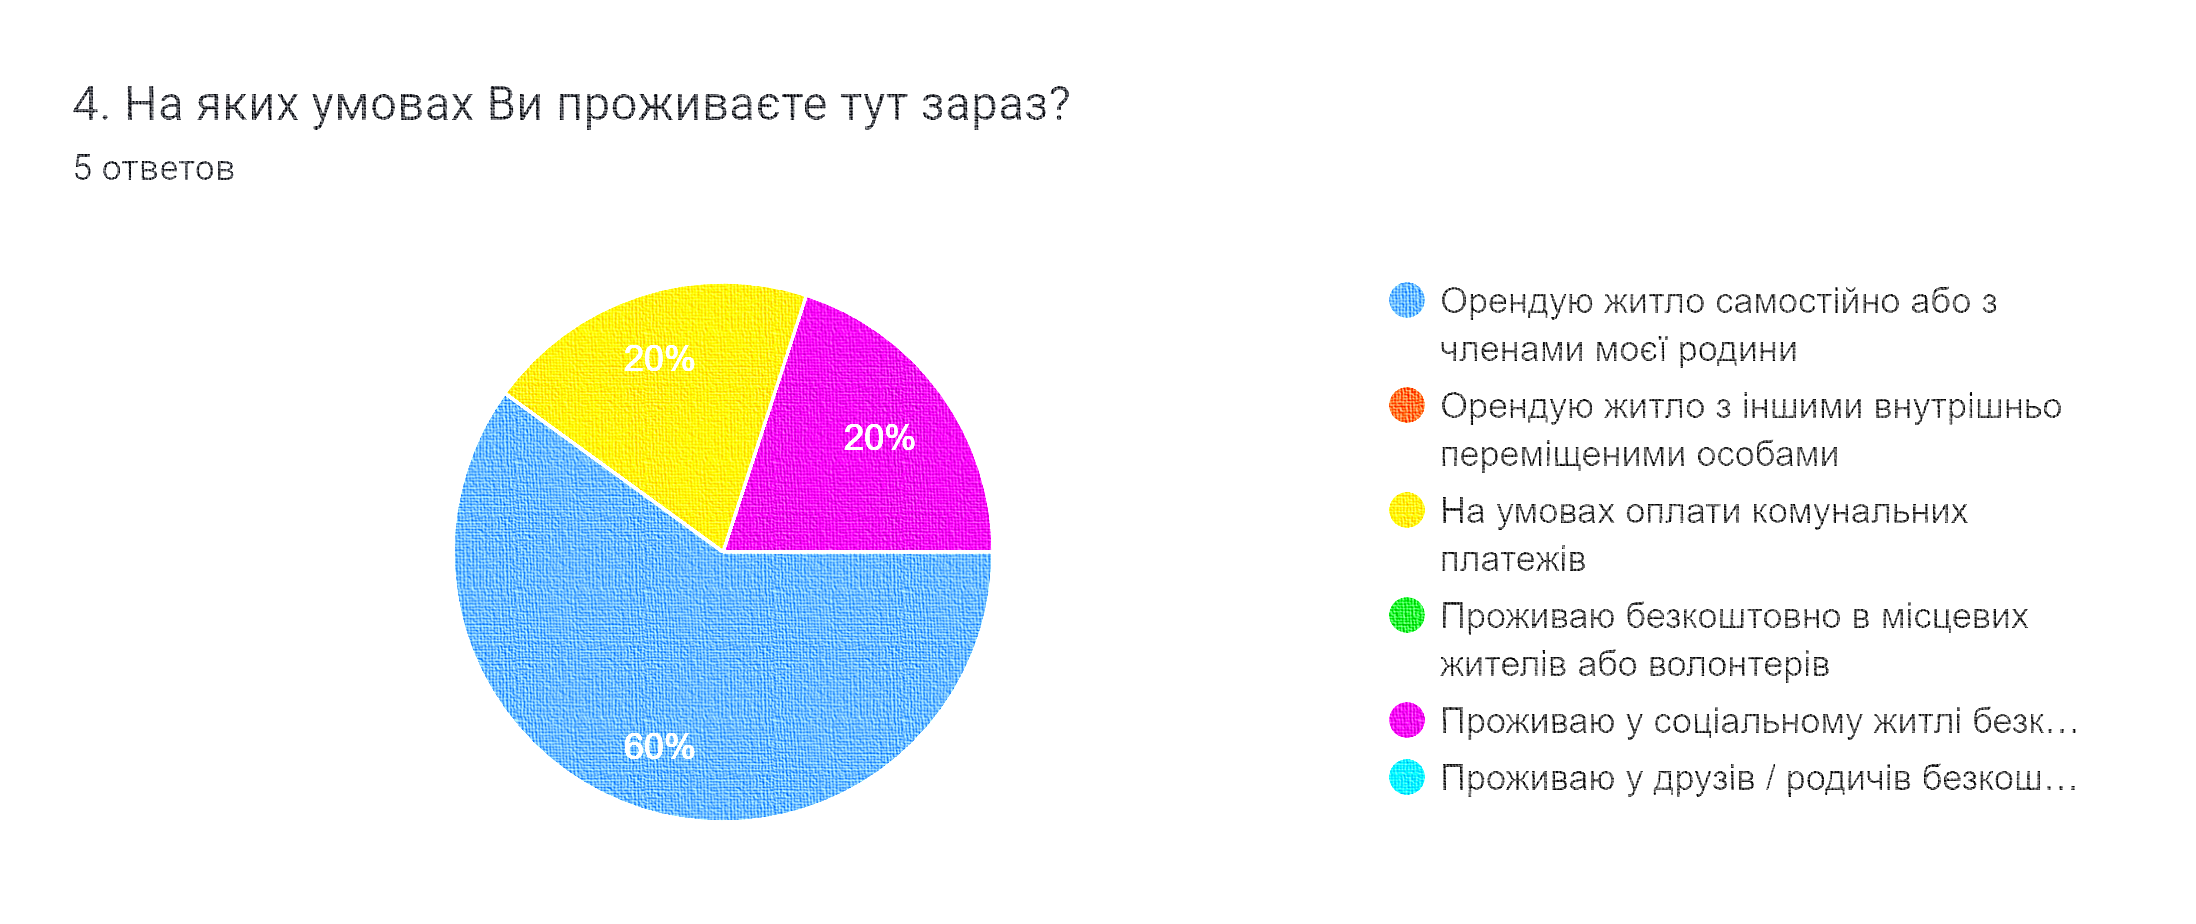 4. На яких умовах Ви проживаєте тут зараз?
5 ответов
20%
20%
60%
Орендую житло самостійно або з
членами моєї родини
Орендую житло з іншими внутрішньо
переміщеними особами
На умовах оплати комунальних
платежів
Проживаю безкоштовно в місцевих
жителів або волонтерів
Проживаю у соціальному житлі безк...
Проживаю у друзів / родичів безкош...